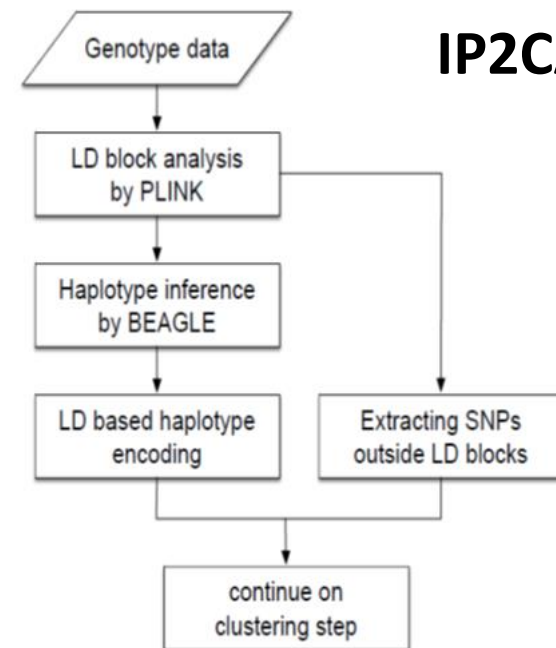 Genotype data
IP2C
LD block analysis
by PLINK
Haplotype inference
by BEAGLE
LD based haplotype
encoding
Extracting SNPs
outside LD blocks
continue on
clustering step